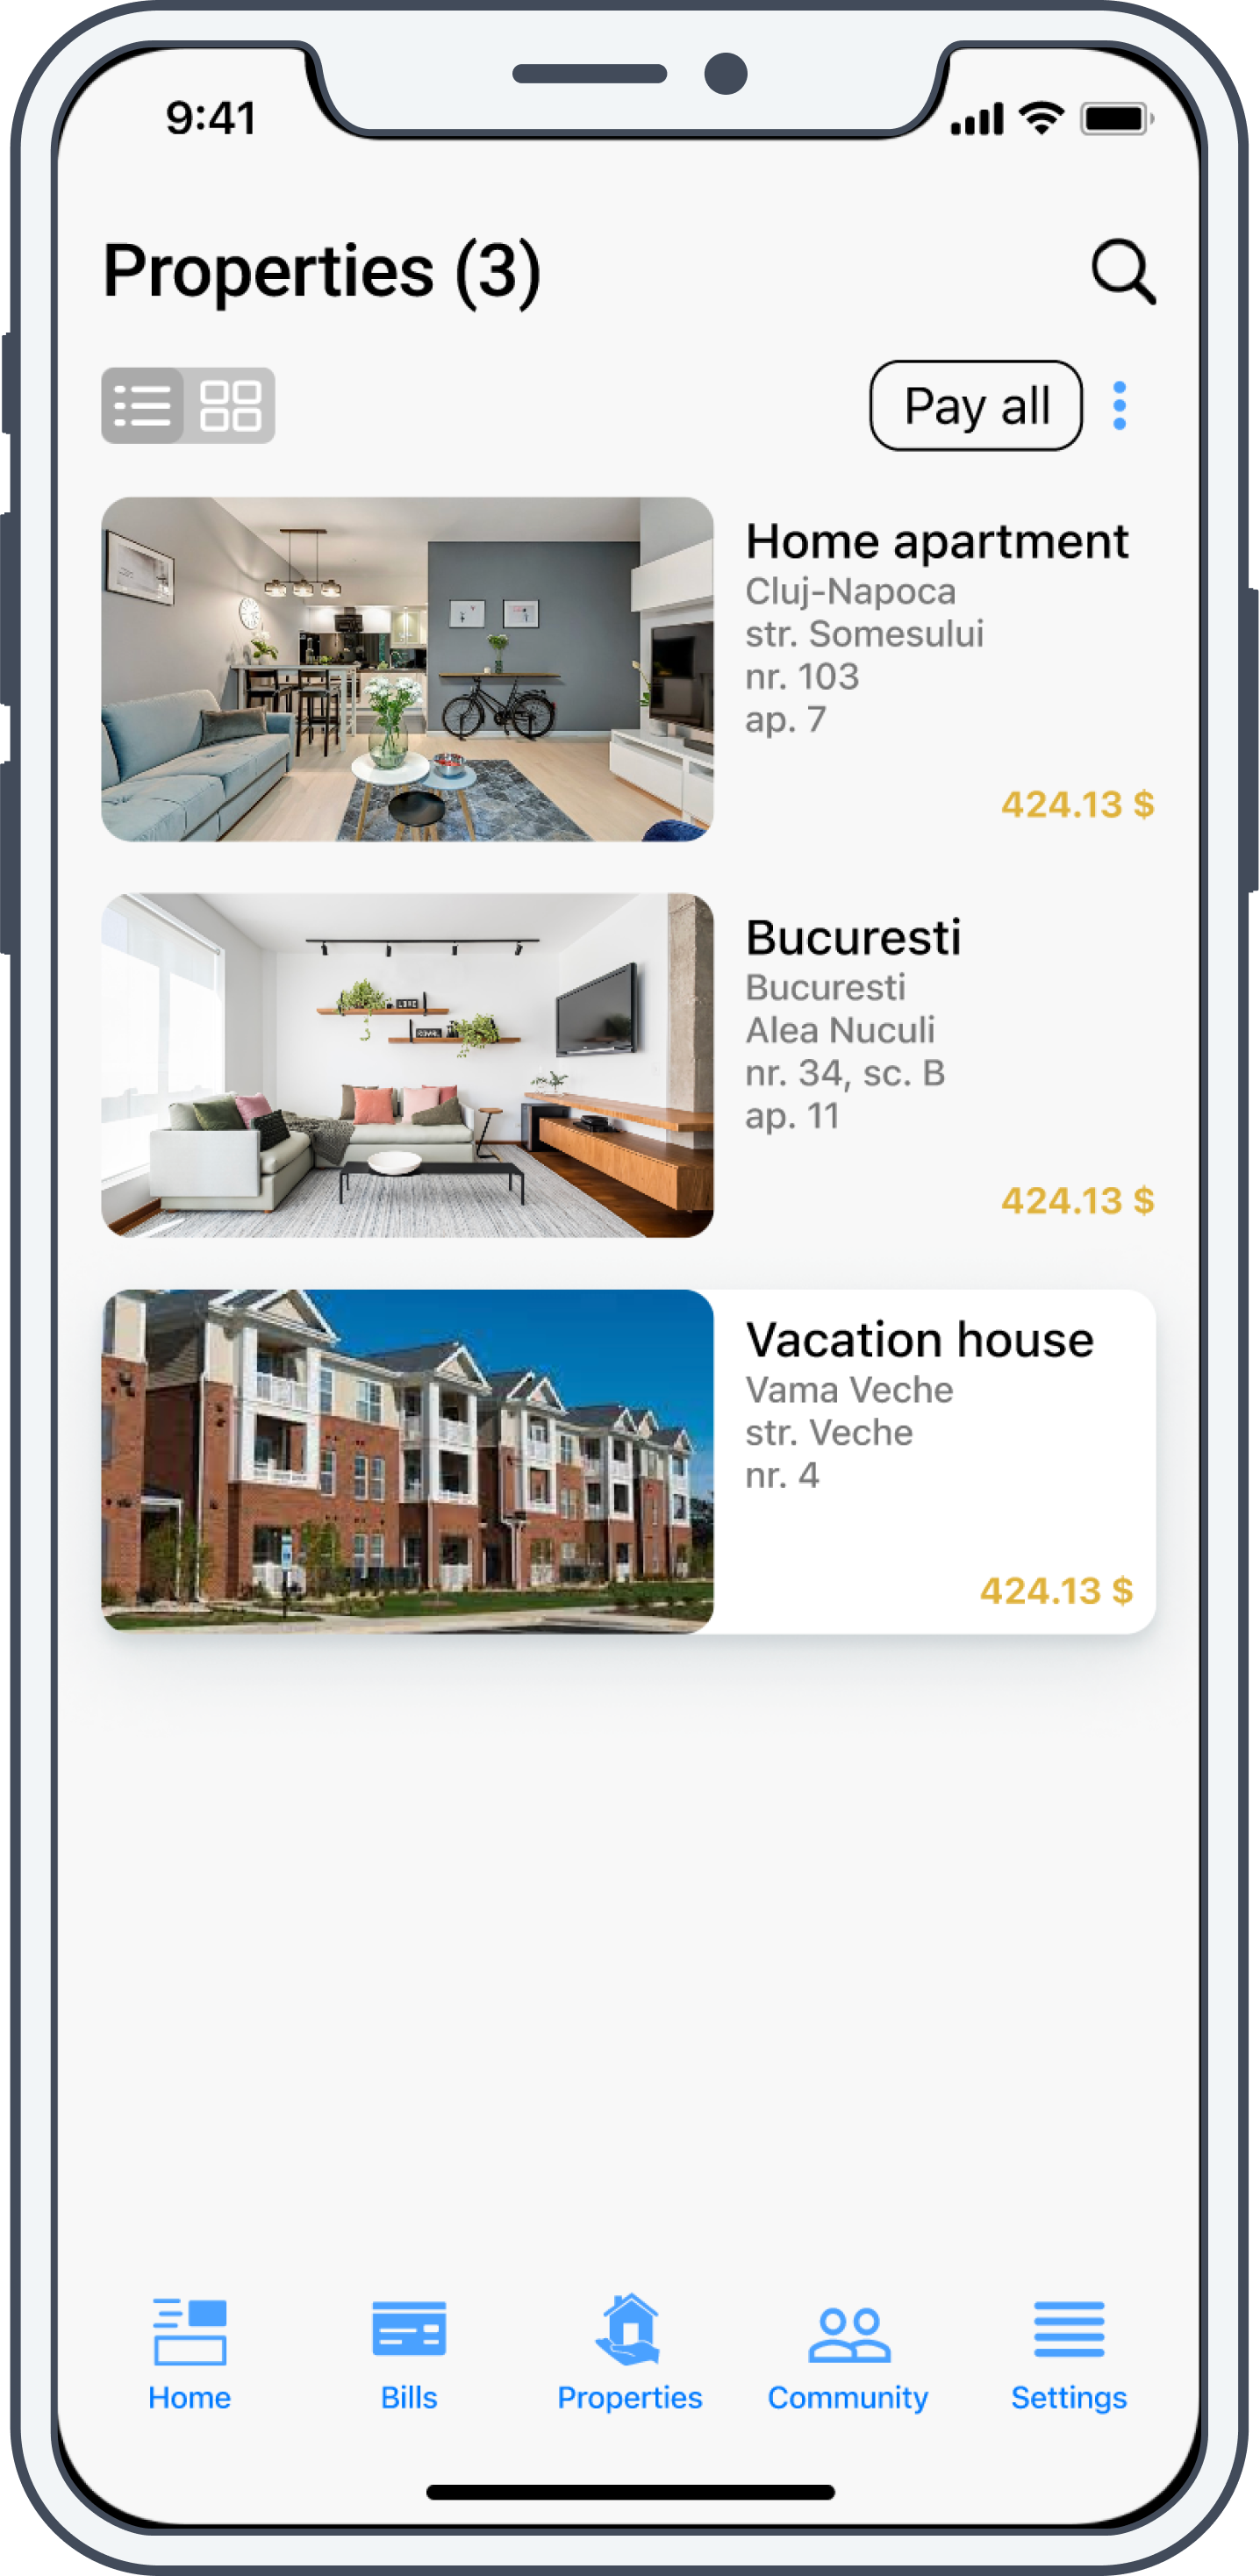 9:41
Properties (3)
Pay all
Home apartment
Cluj-Napoca
str. Somesului
nr. 103
ap. 7
424.13 $
Bucuresti
Bucuresti
Alea Nuculi
nr. 34, sc. B
ap. 11
424.13 $
Vacation house
Vama Veche
str. Veche
nr. 4
424.13 $
Home
Bills
Properties
Community
Settings